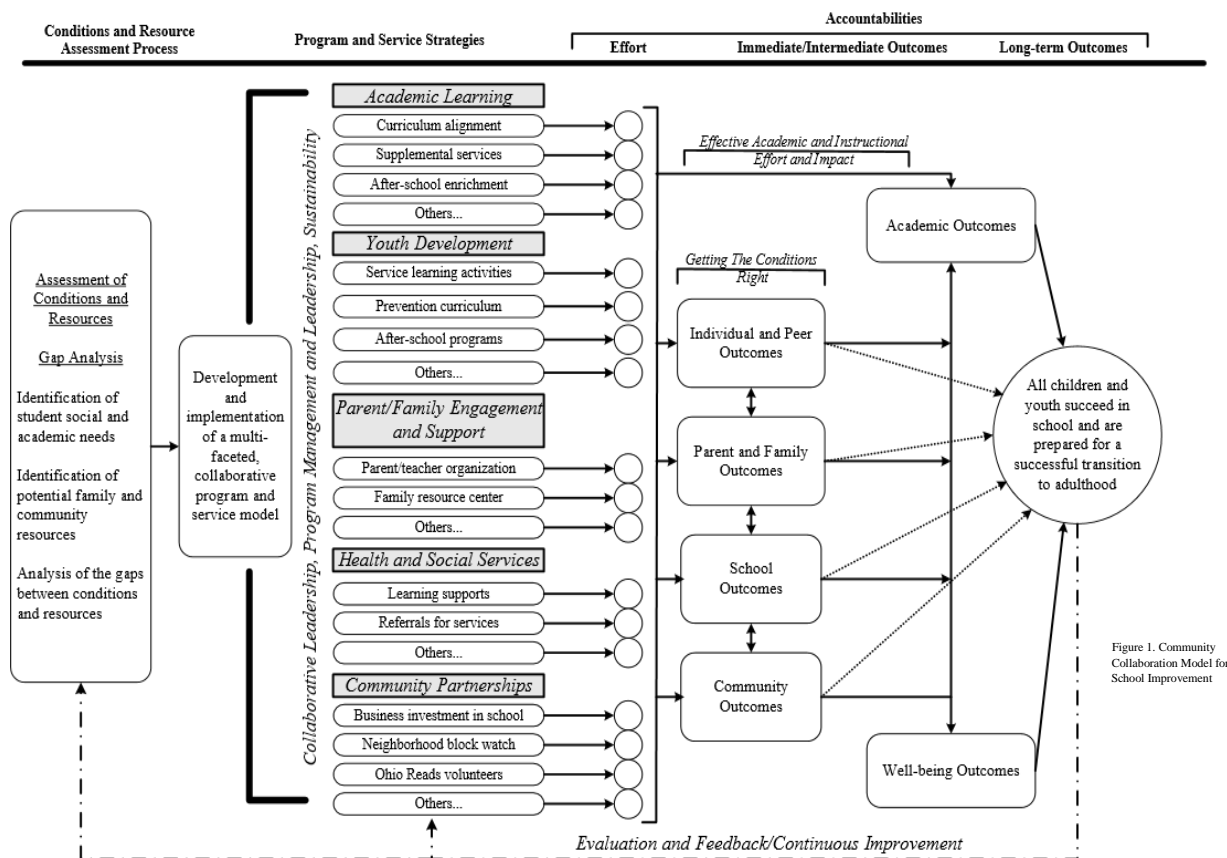 Accountabilities
Conditions and Resource
Assessment Process
Program and Service Strategies
Effort
Immediate/Intermediate Outcomes
Long-term Outcomes
Assessment of
Conditions and
Resources
Gap Analysis
Identification of
student social and
academic needs
Identification of
potential family and
community
resources
Analysis of the gaps
between conditions
and resources
Development
and
implementation
of a multi-
faceted,
collaborative
program and
service model
Collaborative Leadership, Program Management and Leadership, Sustainability
Academic Learning
Curriculum alignment
Supplemental services
After-school enrichment
Others...
Youth Development
Service learning activities
Prevention curriculum
After-school programs
Others...
Parent/Family Engagement
and Support
Parent/teacher organization
Family resource center
Others...
Health and Social Services
Learning supports
Referrals for services
Others...
Community Partnerships
Business investment in school
Neighborhood block watch
Ohio Reads volunteers
Others...
Effective Academic and Instructional
Effort and Impact
Getting The Conditions
Right
Individual and Peer
Outcomes
Parent and Family
Outcomes
School
Outcomes
Community
Outcomes
Academic Outcomes
Well-being Outcomes
All children and
youth succeed in
school and are
prepared for a
successful transition
to adulthood
Figure 1. Community
Collaboration Model for
School Improvement
Evaluation and Feedback/Continuous Improvement